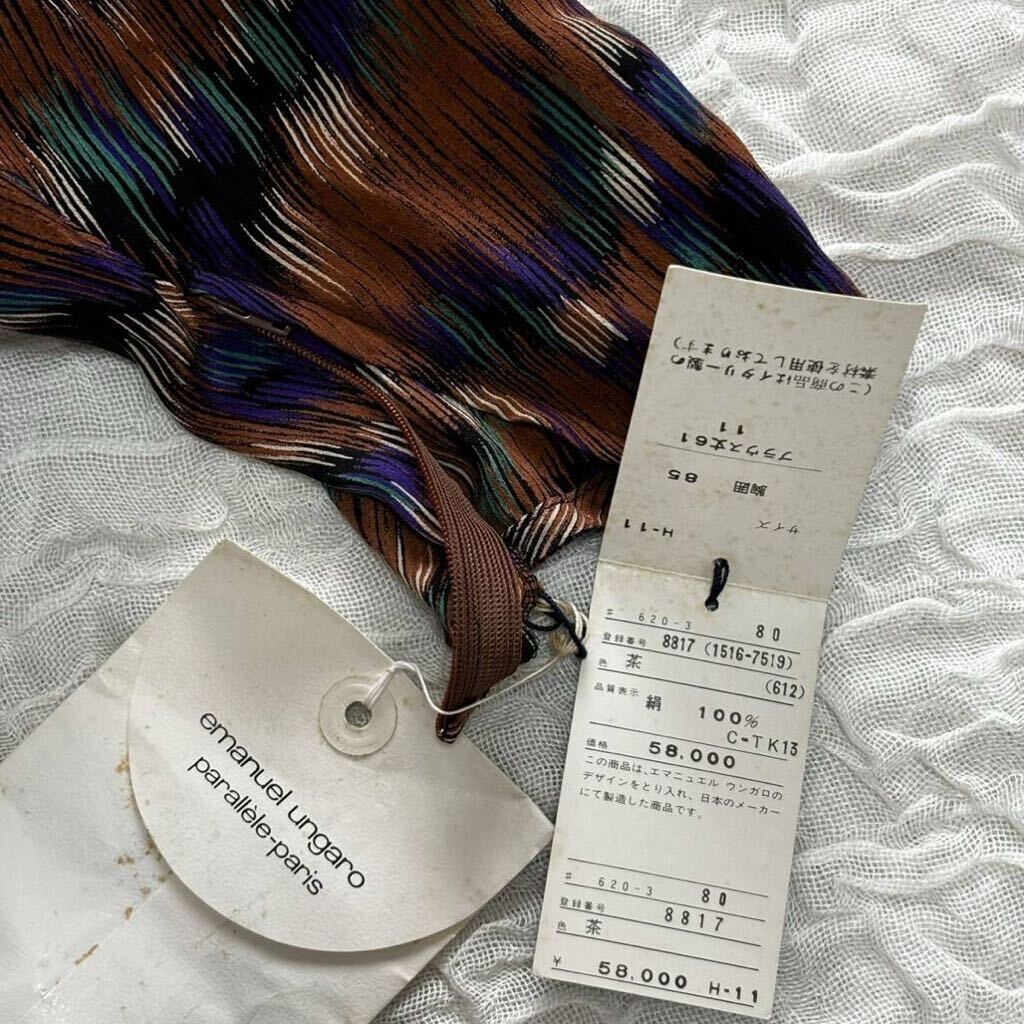 emanuel ungaro
parallèle-paris
サイズ H-11
胸囲 85
ブラウス丈61
11
(この商品はイタリー製の
素材を使用しております)
# 620-3 80
登録番号 8817 (1516-7519)
色 茶 (612)
品質表示 絹 100%
C-TK13
価格 58.000
この商品は、エマニュエル ウンガロの
デザインをとり入れ、日本のメーカー
にて製造した商品です。
# 620-3 80
登録番号 8817
色 茶
¥ 58.000 H-11